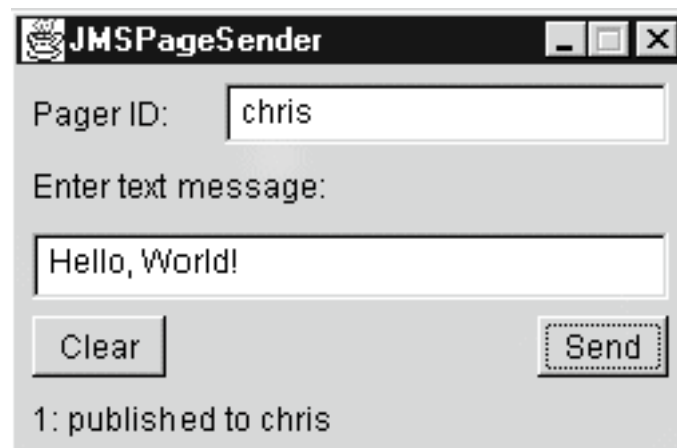 JMSPageSender
Pager ID: chris
Enter text message:
Hello, World!
Clear Send
1: published to chris